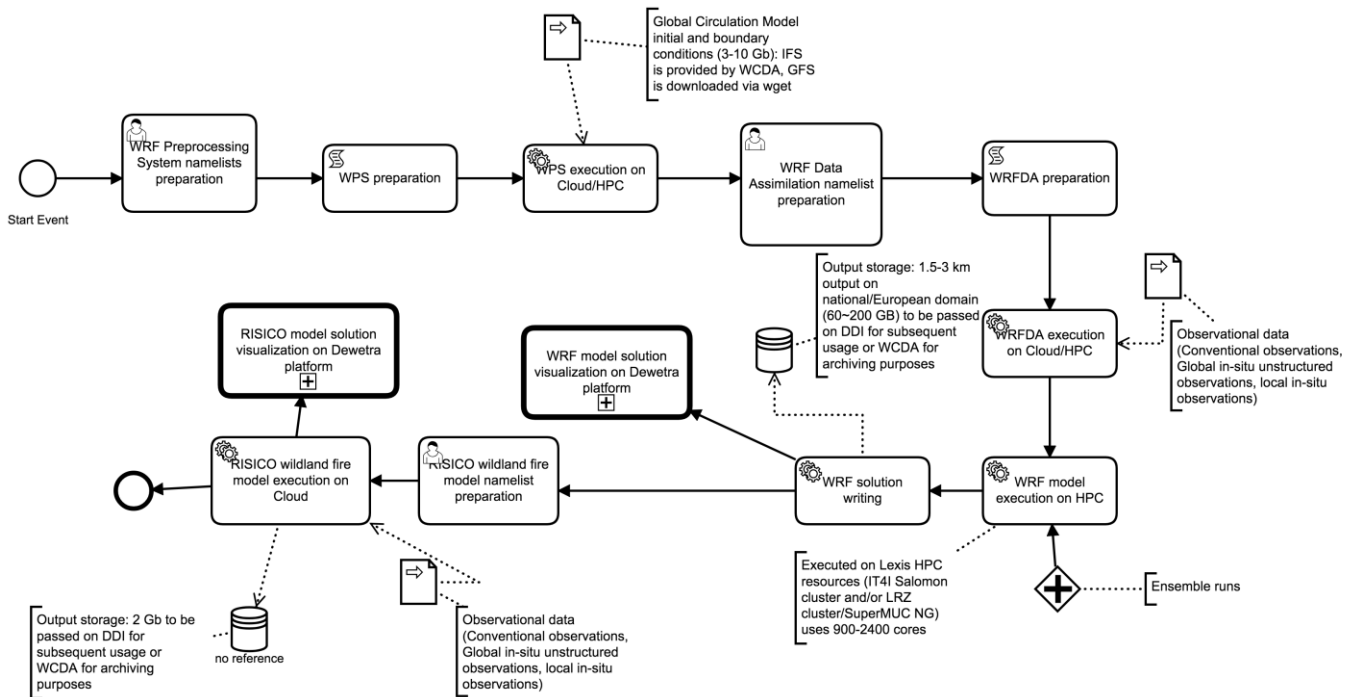 Global Circulation Model
initial and boundary
conditions (3-10 Gb): IFS
is provided by WCDA, GFS
is downloaded via wget
Start Event
WRF Preprocessing
System namelists
preparation
WPS preparation
WPS execution on
Cloud/HPC
WRF Data
Assimilation namelist
preparation
WRFDA preparation
Output storage: 1.5-3 km
output on
national/European domain
(60~200 GB) to be passed
on DDI for subsequent
usage or WCDA for
archiving purposes
WRFDA execution
on Cloud/HPC
Observational data
(Conventional observations,
Global in-situ unstructured
observations, local in-situ
observations)
RISICO model solution
visualization on Dewetra
platform
WRF model solution
visualization on Dewetra
platform
RISICO wildland fire
model execution on
Cloud
RISICO wildland fire
model namelist
preparation
WRF solution
writing
WRF model
execution on HPC
Executed on Lexis HPC
resources (IT4I Salomon
cluster and/or LRZ
cluster/SuperMUC NG)
uses 900-2400 cores
Ensemble runs
Output storage: 2 Gb to be
passed on DDI for
subsequent usage or
WCDA for archiving
purposes
no reference
Observational data
(Conventional observations,
Global in-situ unstructured
observations, local in-situ
observations)